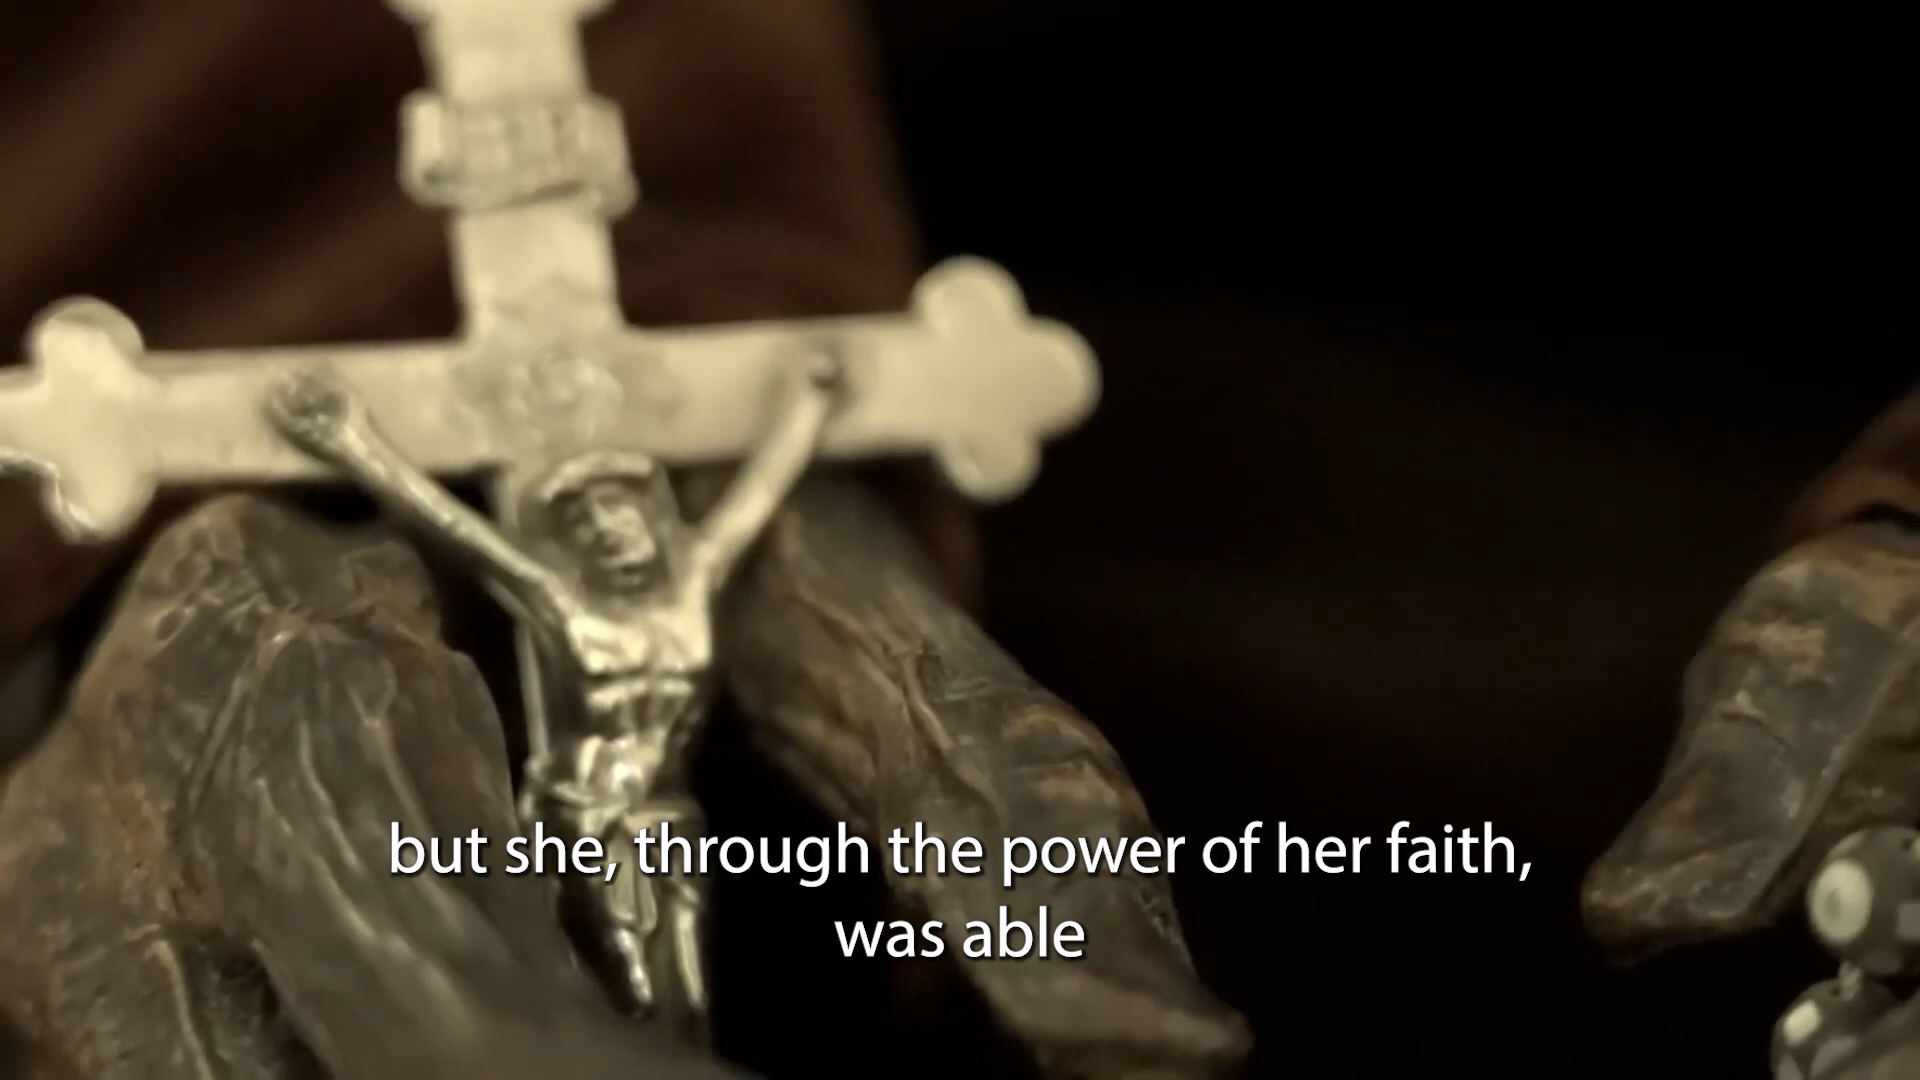 but she, through the power of her faith,
was able